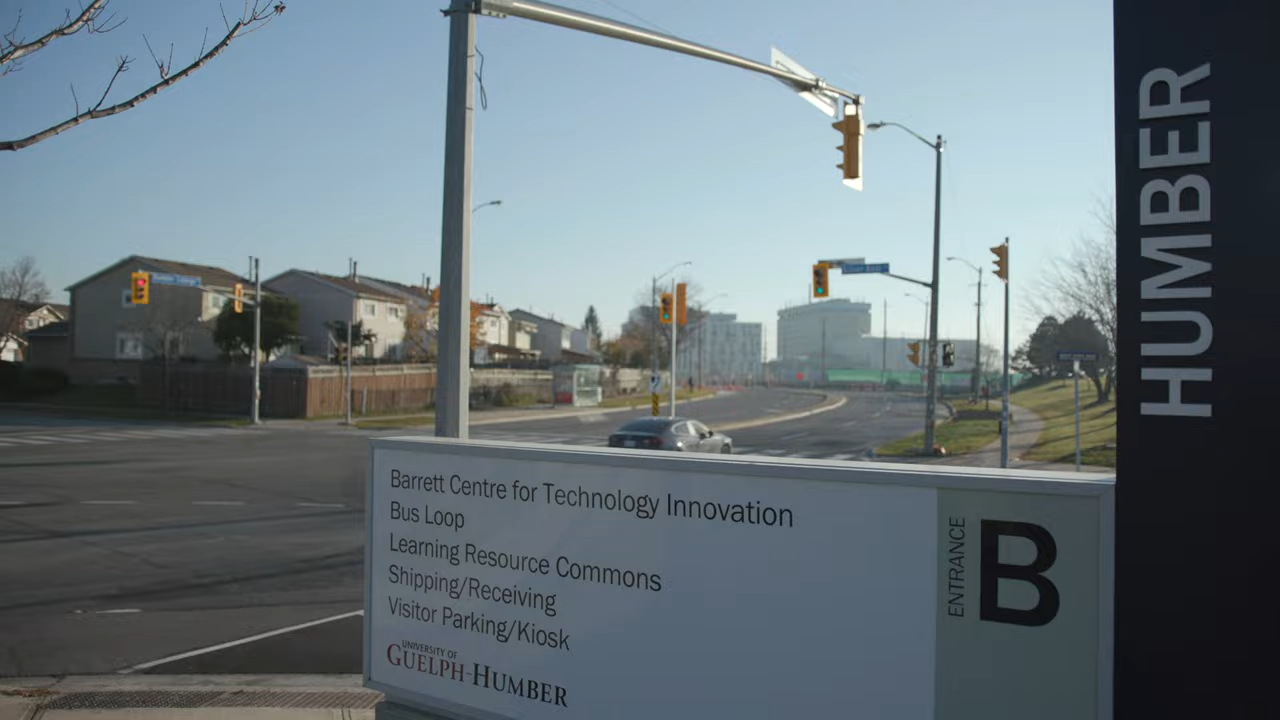 HUMBER
Barrett Centre for Technology Innovation
Bus Loop
Learning Resource Commons
Shipping/Receiving
Visitor Parking/Kiosk
UNIVERSITY OF
GUELPH-HUMBER
ENTRANCE
B